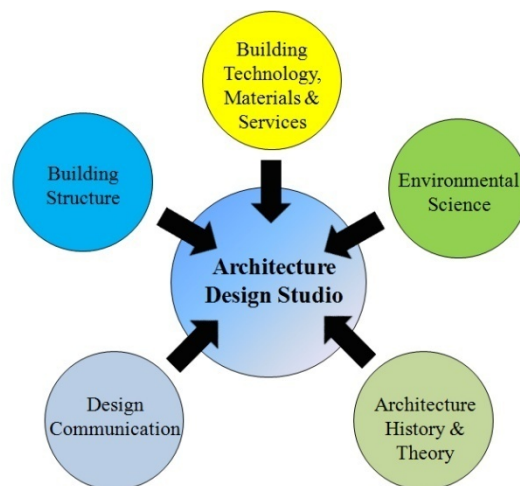 Building
Technology,
Materials &
Services
Building
Structure
Environmental
Science
Architecture
Design Studio
Design
Communication
Architecture
History &
Theory